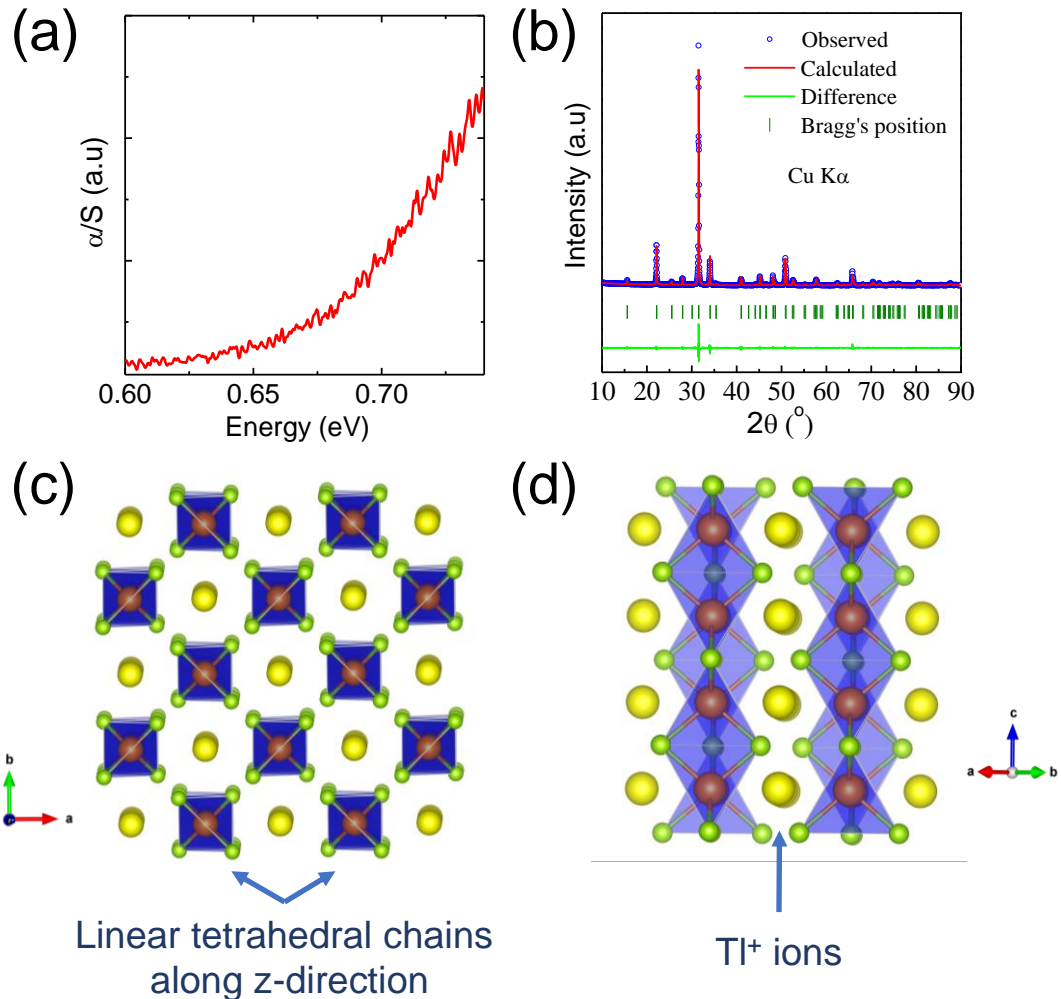 (a)
α/S (a.u)
0.60
0.65
0.70
Energy (eV)
(b)
Observed
Calculated
Difference
Bragg's position
Cu Kα
Intensity (a.u)
10 20 30 40 50 60 70 80 90
2θ (°)
(c)
b
a
c
Linear tetrahedral chains
along z-direction
(d)
c
a
b
Tl⁺ ions